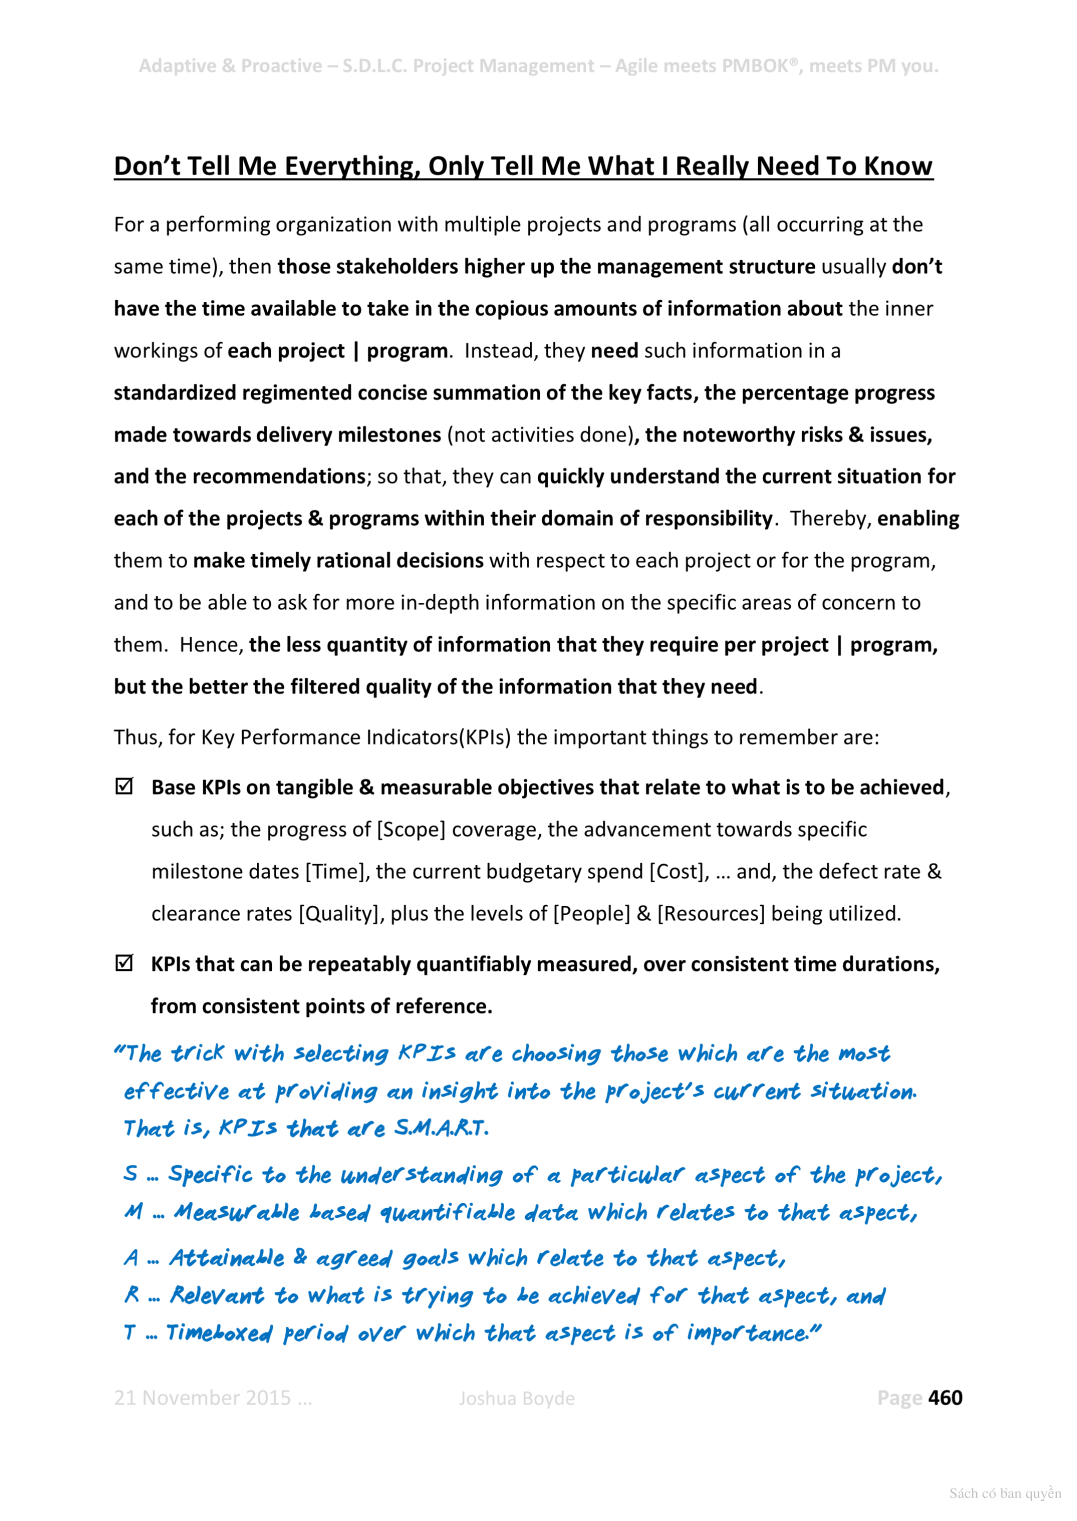 Adaptive & Proactive – S.D.L.C. Project Management – Agile meets PMBOK®, meets PM you.
Don’t Tell Me Everything, Only Tell Me What I Really Need To Know
For a performing organization with multiple projects and programs (all occurring at the
same time), then those stakeholders higher up the management structure usually don’t
have the time available to take in the copious amounts of information about the inner
workings of each project | program. Instead, they need such information in a
standardized regimented concise summation of the key facts, the percentage progress
made towards delivery milestones (not activities done), the noteworthy risks & issues,
and the recommendations; so that, they can quickly understand the current situation for
each of the projects & programs within their domain of responsibility. Thereby, enabling
them to make timely rational decisions with respect to each project or for the program,
and to be able to ask for more in-depth information on the specific areas of concern to
them. Hence, the less quantity of information that they require per project | program,
but the better the filtered quality of the information that they need.
Thus, for Key Performance Indicators(KPIs) the important things to remember are:
☑ Base KPIs on tangible & measurable objectives that relate to what is to be achieved,
such as; the progress of [Scope] coverage, the advancement towards specific
milestone dates [Time], the current budgetary spend [Cost], … and, the defect rate &
clearance rates [Quality], plus the levels of [People] & [Resources] being utilized.
☑ KPIs that can be repeatably quantifiably measured, over consistent time durations,
from consistent points of reference.
“The trick with selecting KPIs are choosing those which are the most
effective at providing an insight into the project’s current situation.
That is, KPIs that are S.M.A.R.T.
S … Specific to the understanding of a particular aspect of the project,
M … Measurable based quantifiable data which relates to that aspect,
A … Attainable & agreed goals which relate to that aspect,
R … Relevant to what is trying to be achieved for that aspect, and
T … Timeboxed period over which that aspect is of importance.”
21 November 2015 … Joshua Boyde Page 460
Sách có bản quyền